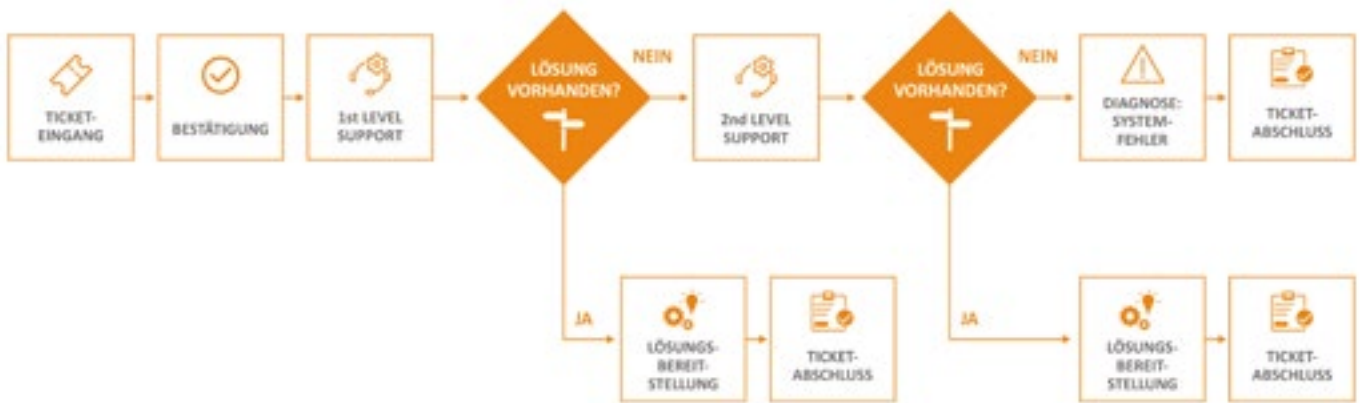 TICKET-
EINGANG
BESTÄTIGUNG
1st LEVEL
SUPPORT
LÖSUNG
VORHANDEN?
NEIN
2nd LEVEL
SUPPORT
LÖSUNG
VORHANDEN?
NEIN
DIAGNOSE:
SYSTEM-
FEHLER
TICKET-
ABSCHLUSS
JA
LÖSUNGS-
BEREIT-
STELLUNG
TICKET-
ABSCHLUSS
JA
LÖSUNGS-
BEREIT-
STELLUNG
TICKET-
ABSCHLUSS